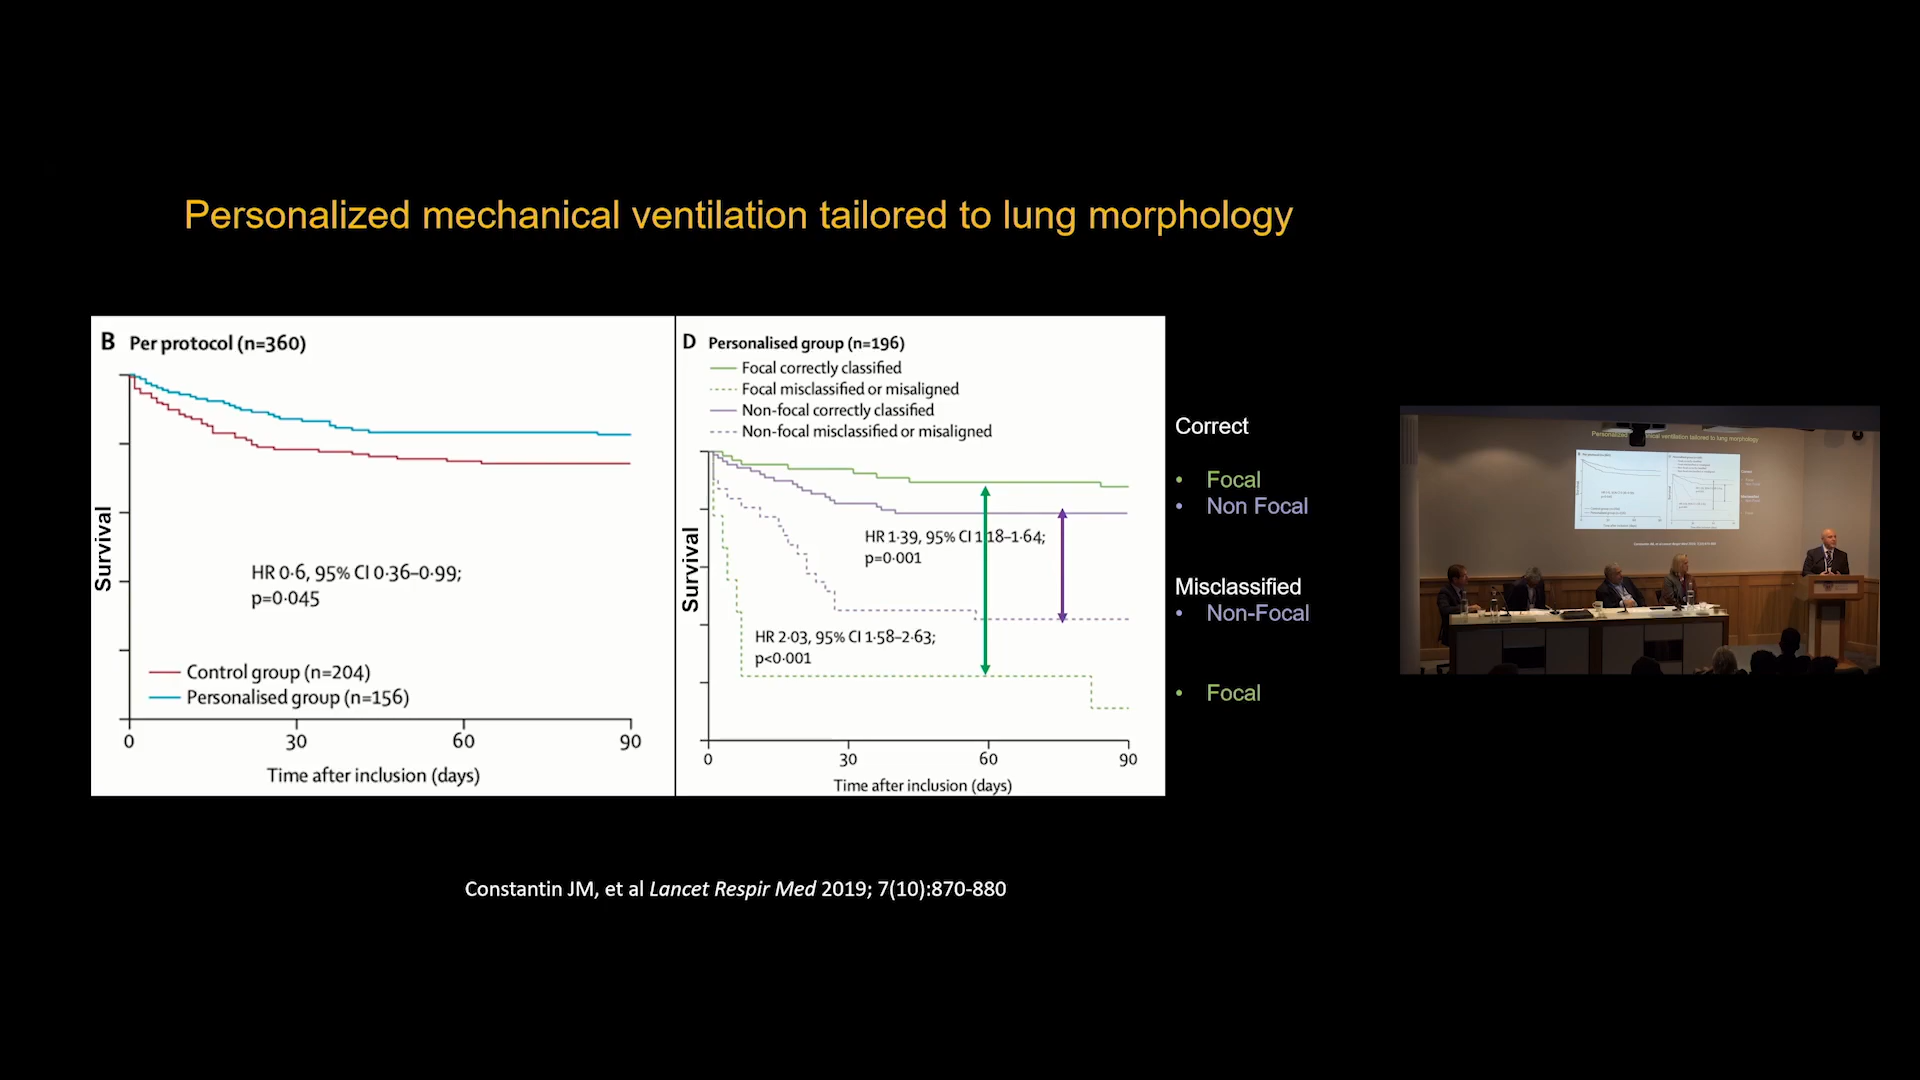 Personalized mechanical ventilation tailored to lung morphology
B Per protocol (n=360)
Survival
HR 0·6, 95% CI 0·36–0·99;
p=0·045
Control group (n=204)
Personalised group (n=156)
0 30 60 90
Time after inclusion (days)
D Personalised group (n=196)
Focal correctly classified
Focal misclassified or misaligned
Non-focal correctly classified
Non-focal misclassified or misaligned
Survival
HR 1·39, 95% CI 1·18–1·64;
p=0·001
HR 2·03, 95% CI 1·58–2·63;
p<0·001
0 30 60 90
Time after inclusion (days)
Correct
• Focal
• Non Focal
Misclassified
• Non-Focal
• Focal
Constantin JM, et al Lancet Respir Med 2019; 7(10):870-880